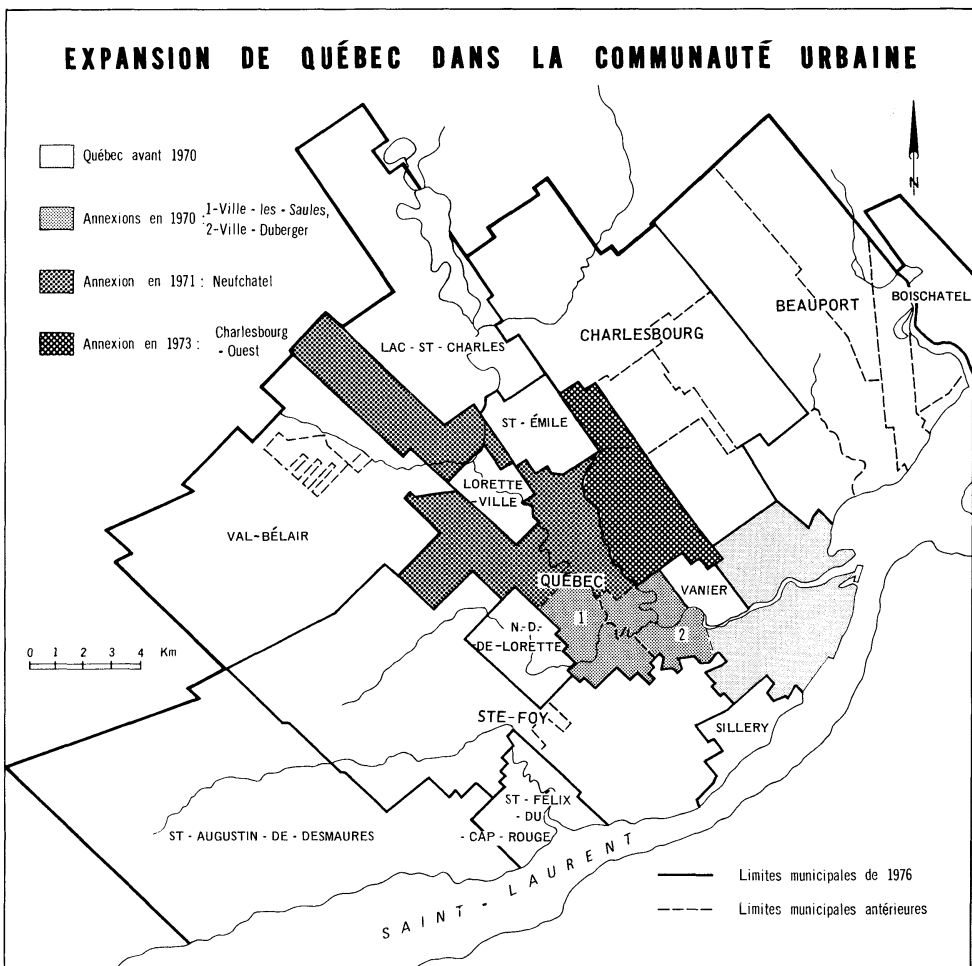 EXPANSION DE QUÉBEC DANS LA COMMUNAUTÉ URBAINE
Québec avant 1970
Annexions en 1970 : 1-Ville - les - Saules,
2-Ville - Duberger
Annexion en 1971 : Neufchatel
Annexion en 1973 : Charlesbourg
- Ouest
N
BEAUPORT
BOISCHATEL
CHARLESBOURG
LAC - ST - CHARLES
ST - ÉMILE
LORETTE
- VILLE
VAL-BÉLAIR
QUÉBEC
VANIER
1
2
N.-D.-
-DE-LORETTE
0 1 2 3 4 Km
STE-FOY
SILLERY
ST - FÉLIX
- DU
- CAP - ROUGE
ST - AUGUSTIN - DE - DESMAURES
SAINT - LAURENT
Limites municipales de 1976
Limites municipales antérieures